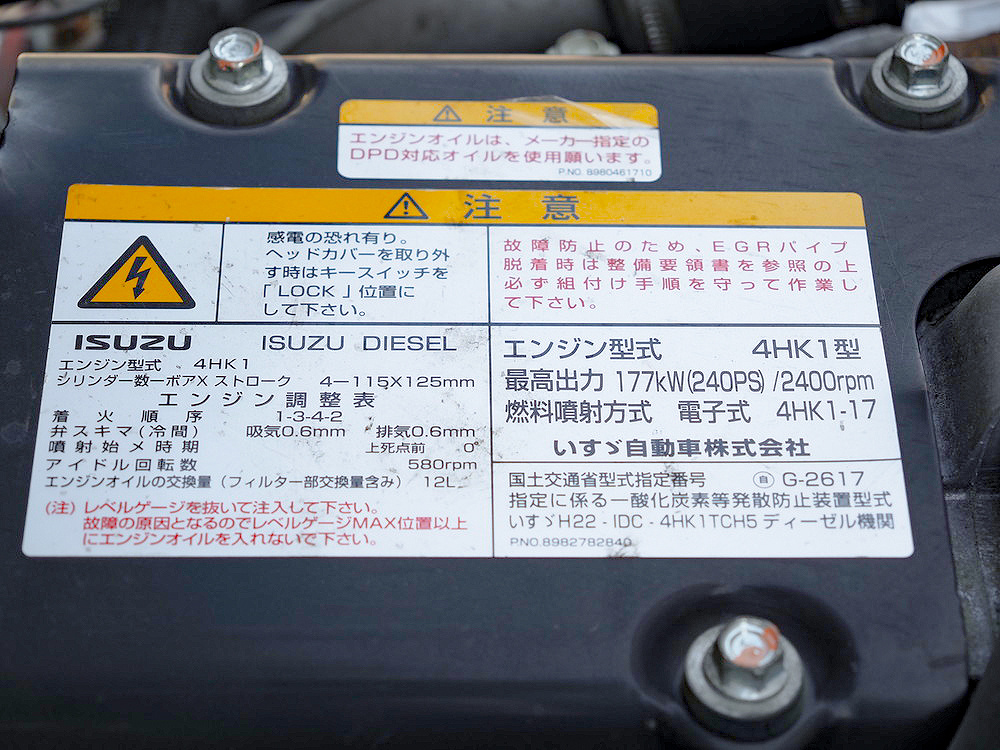 ⚠ 注意
エンジンオイルは、メーカー指定の
DPD対応オイルを使用願います。
P.NO. 8980461710
⚠ 注意
感電の恐れ有り。
ヘッドカバーを取り外
す時はキースイッチを
「LOCK」位置に
して下さい。
故障防止のため、EGRパイプ
脱着時は整備要領書を参照の上
必ず組付け手順を守って作業し
て下さい。
ISUZU ISUZU DIESEL
エンジン型式 4HK1
シリンダー数ーボアX ストローク 4ー115X125mm
エンジン調整表
着火順序 1-3-4-2
弁スキマ(冷間) 吸気0.6mm 排気0.6mm
噴射始メ時期 上死点前 0°
アイドル回転数 580rpm
エンジンオイルの交換量(フィルター部交換量含み) 12L
(注) レベルゲージを抜いて注入して下さい。
故障の原因となるのでレベルゲージMAX位置以上
にエンジンオイルを入れないで下さい。
エンジン型式 4HK1型
最高出力 177kW(240PS)/2400rpm
燃料噴射方式 電子式 4HK1-17
いすゞ自動車株式会社
国土交通省型式指定番号 ㊀自 G-2617
指定に係る一酸化炭素等発散防止装置型式
いすゞH22-IDC-4HK1TCH5 ディーゼル機関
P.NO.8982782840